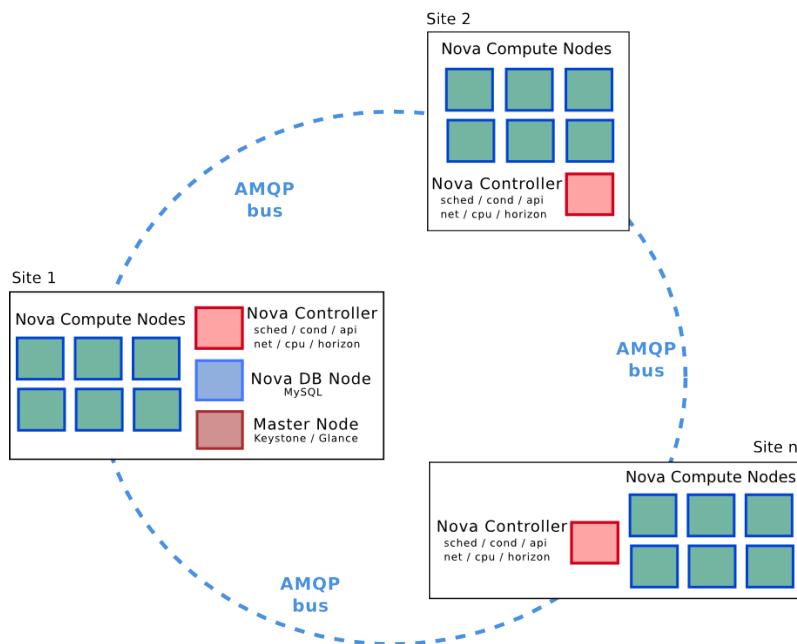 Site 2
Nova Compute Nodes
Nova Controller
sched / cond / api
net / cpu / horizon
AMQP
bus
Site 1
Nova Compute Nodes
Nova Controller
sched / cond / api
net / cpu / horizon
Nova DB Node
MySQL
Master Node
Keystone / Glance
AMQP
bus
Site n
Nova Compute Nodes
Nova Controller
sched / cond / api
net / cpu / horizon
AMQP
bus